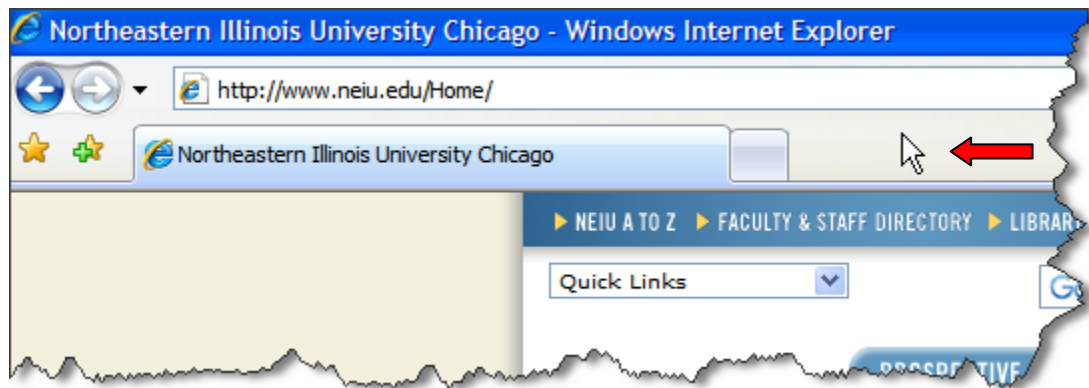 Northeastern Illinois University Chicago - Windows Internet Explorer
http://www.neiu.edu/Home/
Northeastern Illinois University Chicago
NEIU A TO Z FACULTY & STAFF DIRECTORY
Quick Links